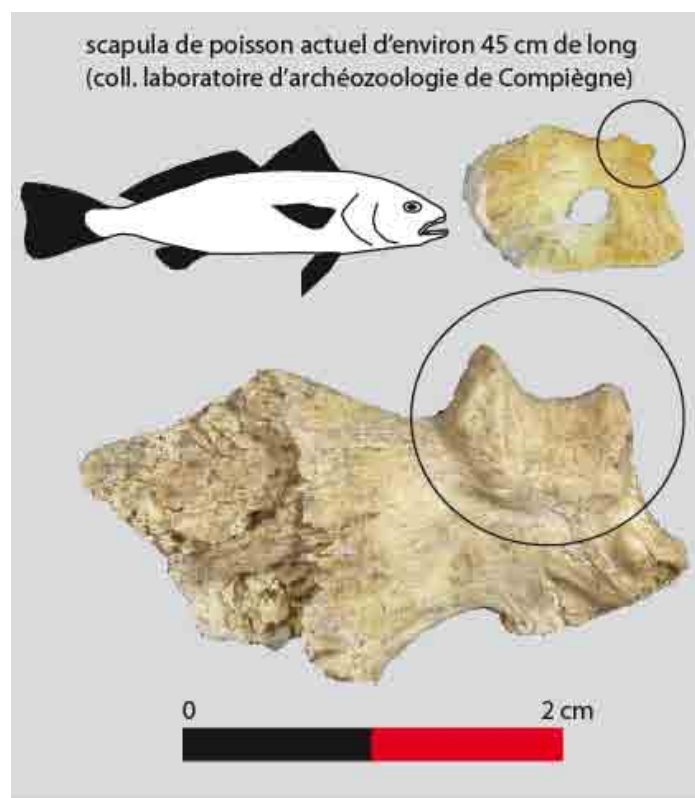 scapula de poisson actuel d'environ 45 cm de long
(coll. laboratoire d'archéozoologie de Compiègne)
0 2 cm